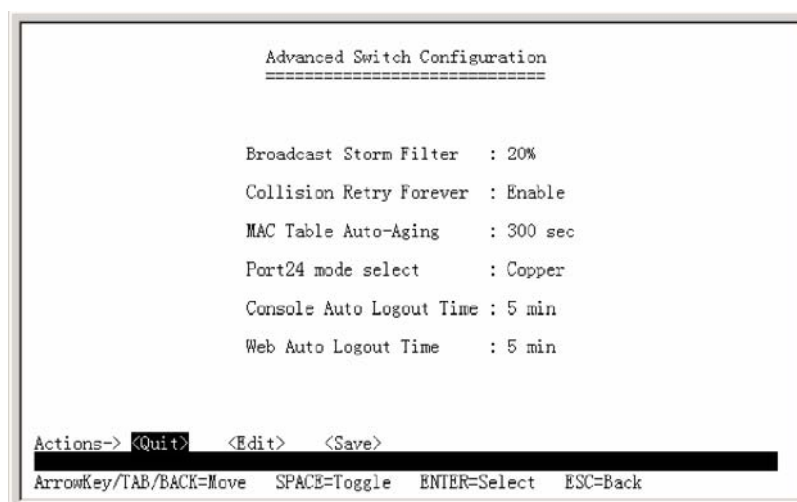 Advanced Switch Configuration
=============================
Broadcast Storm Filter : 20%
Collision Retry Forever : Enable
MAC Table Auto-Aging : 300 sec
Port24 mode select : Copper
Console Auto Logout Time : 5 min
Web Auto Logout Time : 5 min
Actions-> <Quit> <Edit> <Save>
ArrowKey/TAB/BACK=Move SPACE=Toggle ENTER=Select ESC=Back